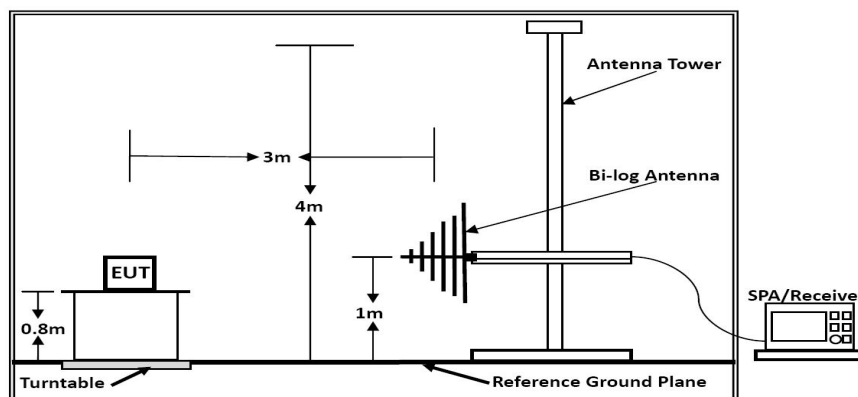 Antenna Tower
3m
Bi-log Antenna
4m
EUT
SPA/Receive
0.8m
1m
Turntable
Reference Ground Plane